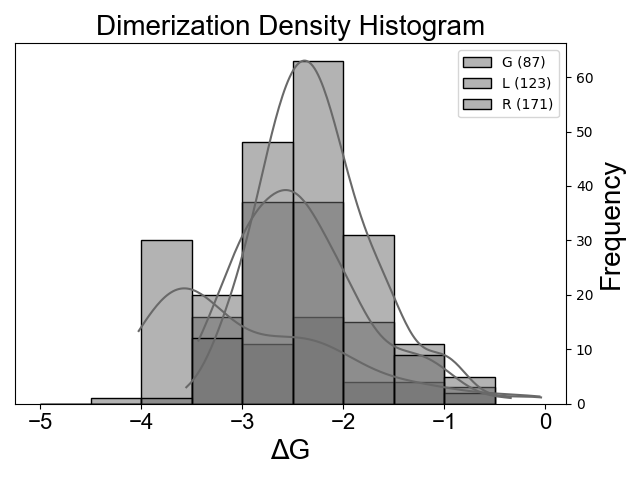 Dimerization Density Histogram
G (87)
L (123)
R (171)
60
50
40
30
20
10
0
Frequency
−5 −4 −3 −2 −1 0
ΔG